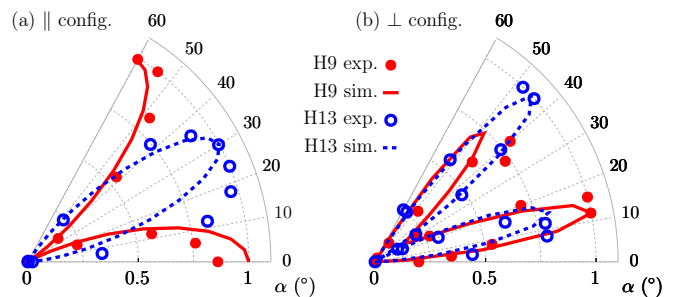 (a) ∥ config.
60
50
40
30
20
10
0
0
0.5
1
α (°)
(b) ⊥ config.
H9 exp.
H9 sim.
H13 exp.
H13 sim.
60
50
40
30
20
10
0
0
0.5
1
α (°)